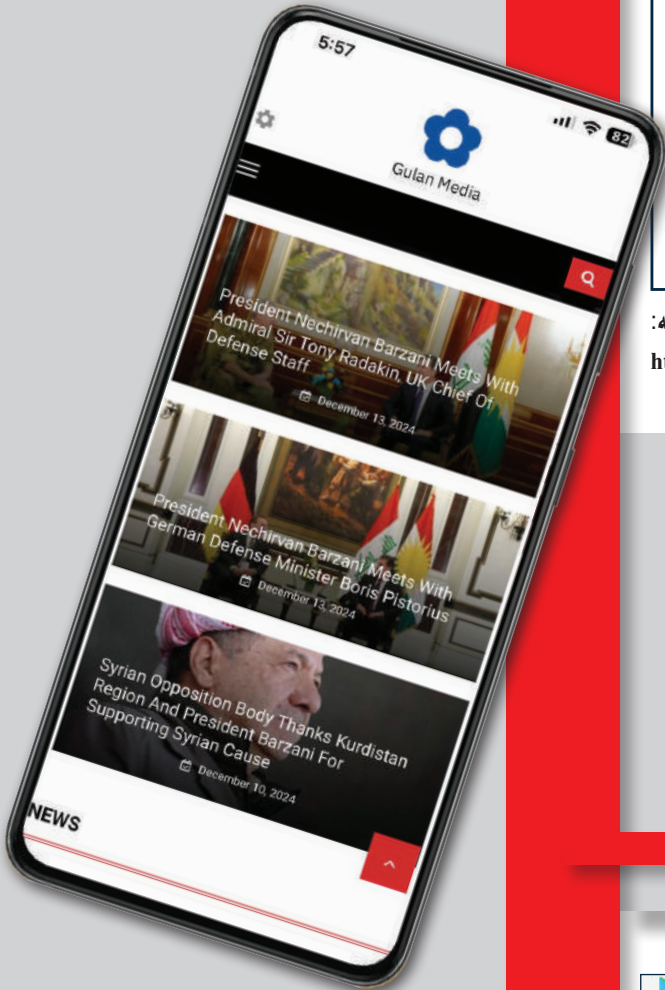 5:57
82
Gulan Media
President Nechirvan Barzani Meets With
Admiral Sir Tony Radakin, UK Chief Of
Defense Staff
December 13, 2024
President Nechirvan Barzani Meets With
German Defense Minister Boris Pistorius
December 13, 2024
Syrian Opposition Body Thanks Kurdistan
Region And President Barzani For
Supporting Syrian Cause
December 10, 2024
NEWS